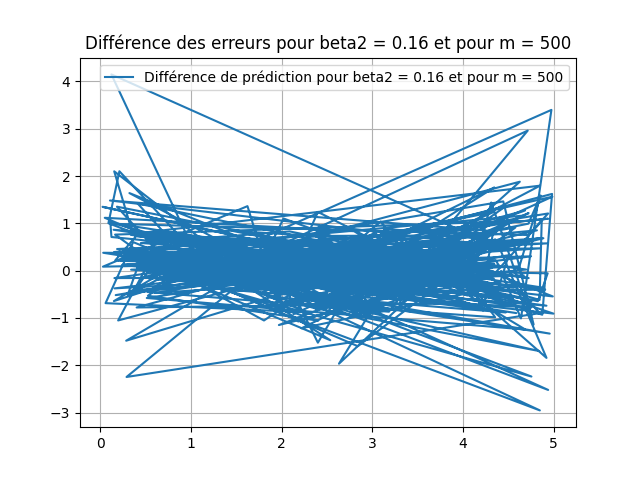 Différence des erreurs pour beta2 = 0.16 et pour m = 500
Différence de prédiction pour beta2 = 0.16 et pour m = 500
4
3
2
1
0
−1
−2
−3
0 1 2 3 4 5